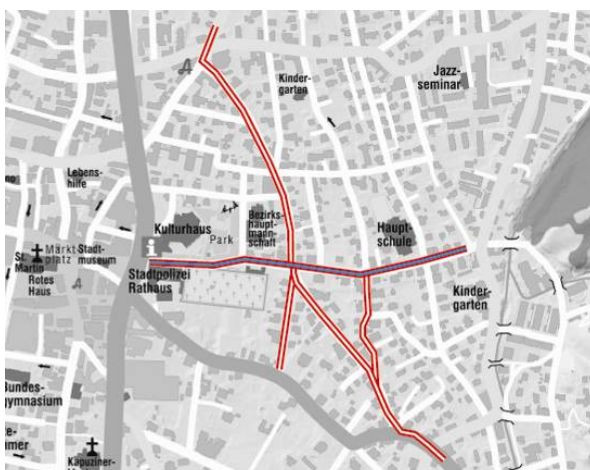 Kinder-
garten
Jazz-
seminar
Lebens-
hilfe
Kulturhaus
Park
Bezirks-
haupt
mann-
schaft
Haupt-
schule
Markt
platz
Stadt-
museum
St.
Martin
Rotes
Haus
Stadtpolizei
Rathaus
Kinder-
garten
Bundes-
gymnasium
Kapuziner-